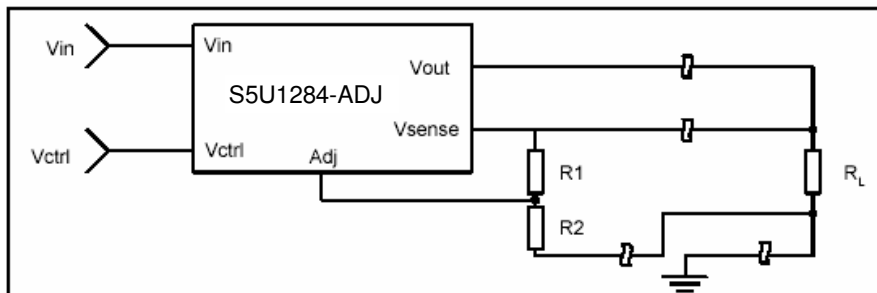 Vin
Vin
Vout
S5U1284-ADJ
Vsense
Vctrl
Vctrl
Adj
R1
RL
R2